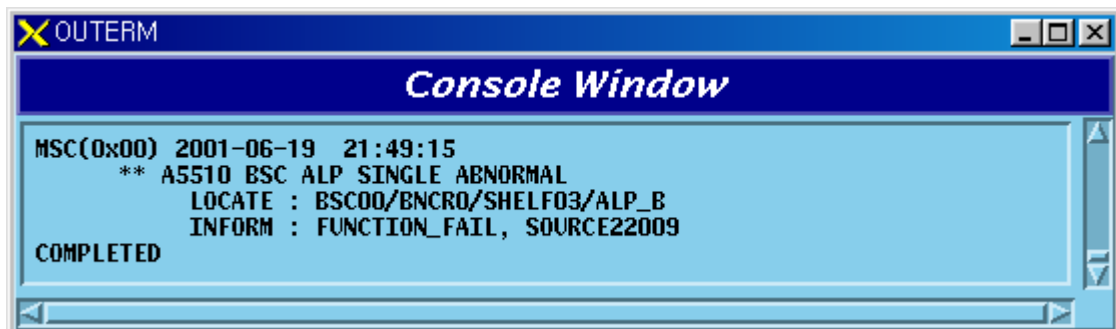 OUTERM
Console Window
MSC(0x00) 2001-06-19 21:49:15
** A5510 BSC ALP SINGLE ABNORMAL
LOCATE : BSC00/BNCR0/SHELF03/ALP_B
INFORM : FUNCTION_FAIL, SOURCE22009
COMPLETED